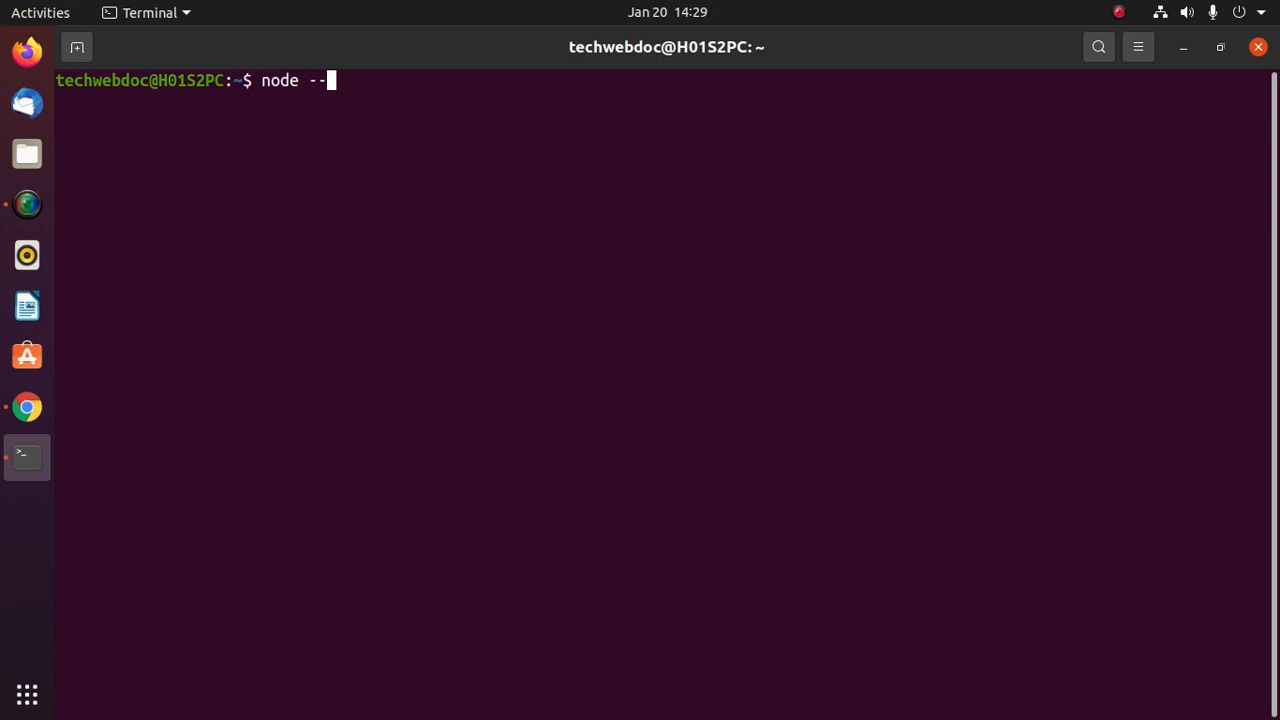 Activities
Terminal
Jan 20 14:29
techwebdoc@H01S2PC: ~
techwebdoc@H01S2PC:~$ node --